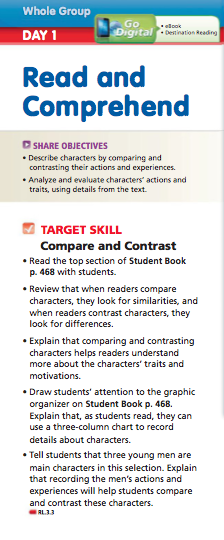 Whole Group
DAY 1
Go
Digital
• eBook
• Destination Reading
Read and
Comprehend
SHARE OBJECTIVES
• Describe characters by comparing and
contrasting their actions and experiences.
• Analyze and evaluate characters' actions and
traits, using details from the text.
TARGET SKILL
Compare and Contrast
• Read the top section of Student Book
p. 468 with students.
• Review that when readers compare
characters, they look for similarities, and
when readers contrast characters, they
look for differences.
• Explain that comparing and contrasting
characters helps readers understand
more about the characters' traits and
motivations.
• Draw students' attention to the graphic
organizer on Student Book p. 468.
Explain that, as students read, they can
use a three-column chart to record
details about characters.
• Tell students that three young men are
main characters in this selection. Explain
that recording the men's actions and
experiences will help students compare
and contrast these characters.
RL.3.3